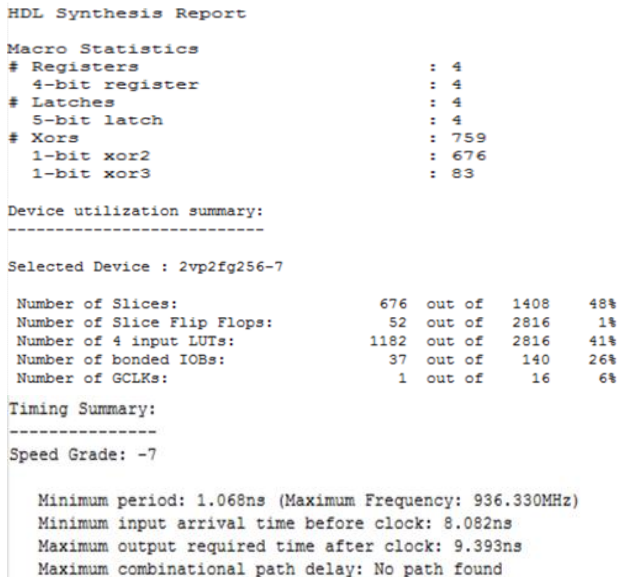 HDL Synthesis Report
Macro Statistics
# Registers : 4
4-bit register : 4
# Latches : 4
5-bit latch : 4
# Xors : 759
1-bit xor2 : 676
1-bit xor3 : 83
Device utilization summary:
---------------------------
Selected Device : 2vp2fg256-7
Number of Slices: 676 out of 1408 48%
Number of Slice Flip Flops: 52 out of 2816 1%
Number of 4 input LUTs: 1182 out of 2816 41%
Number of bonded IOBs: 37 out of 140 26%
Number of GCLKs: 1 out of 16 6%
Timing Summary:
---------------
Speed Grade: -7
Minimum period: 1.068ns (Maximum Frequency: 936.330MHz)
Minimum input arrival time before clock: 8.082ns
Maximum output required time after clock: 9.393ns
Maximum combinational path delay: No path found